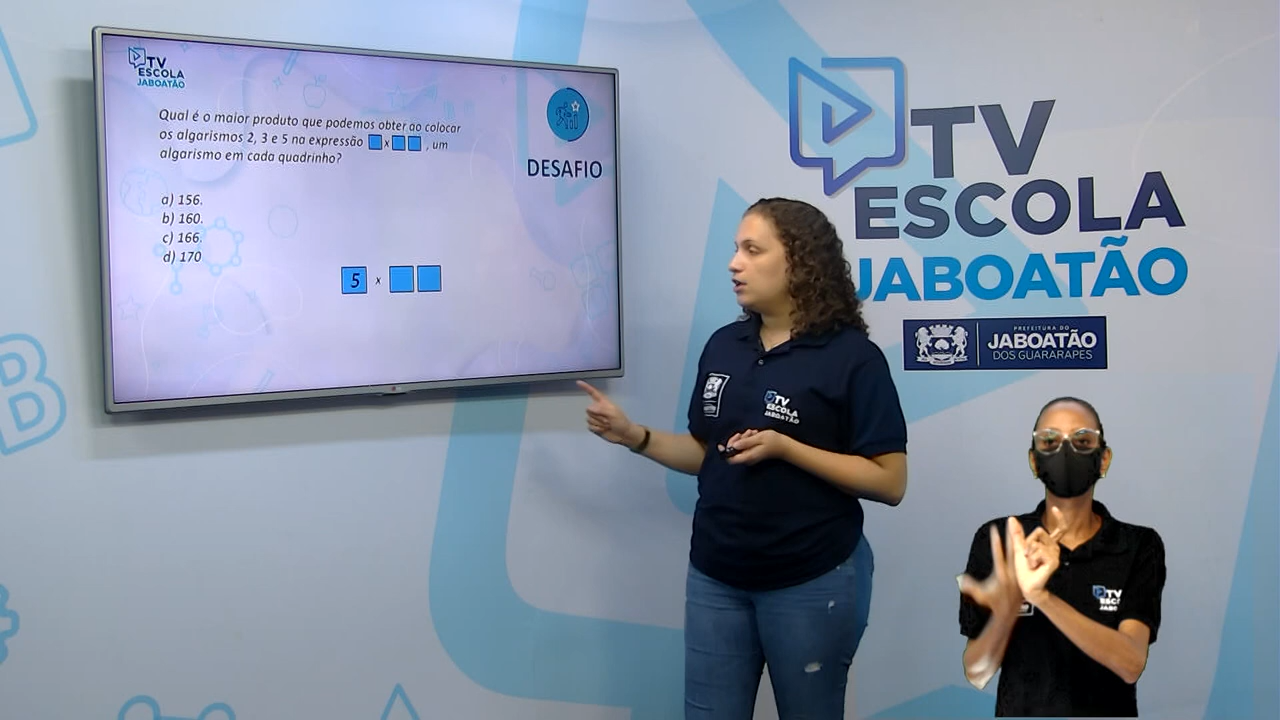 TV
ESCOLA
JABOATÃO
Qual é o maior produto que podemos obter ao colocar
os algarismos 2, 3 e 5 na expressão x , um
algarismo em cada quadrinho?
DESAFIO
a) 156.
b) 160.
c) 166.
d) 170
5 x
TV
ESCOLA
JABOATÃO
PREFEITURA DO
JABOATÃO
DOS GUARARAPES
TV
ESCOLA
JABOATÃO
TV